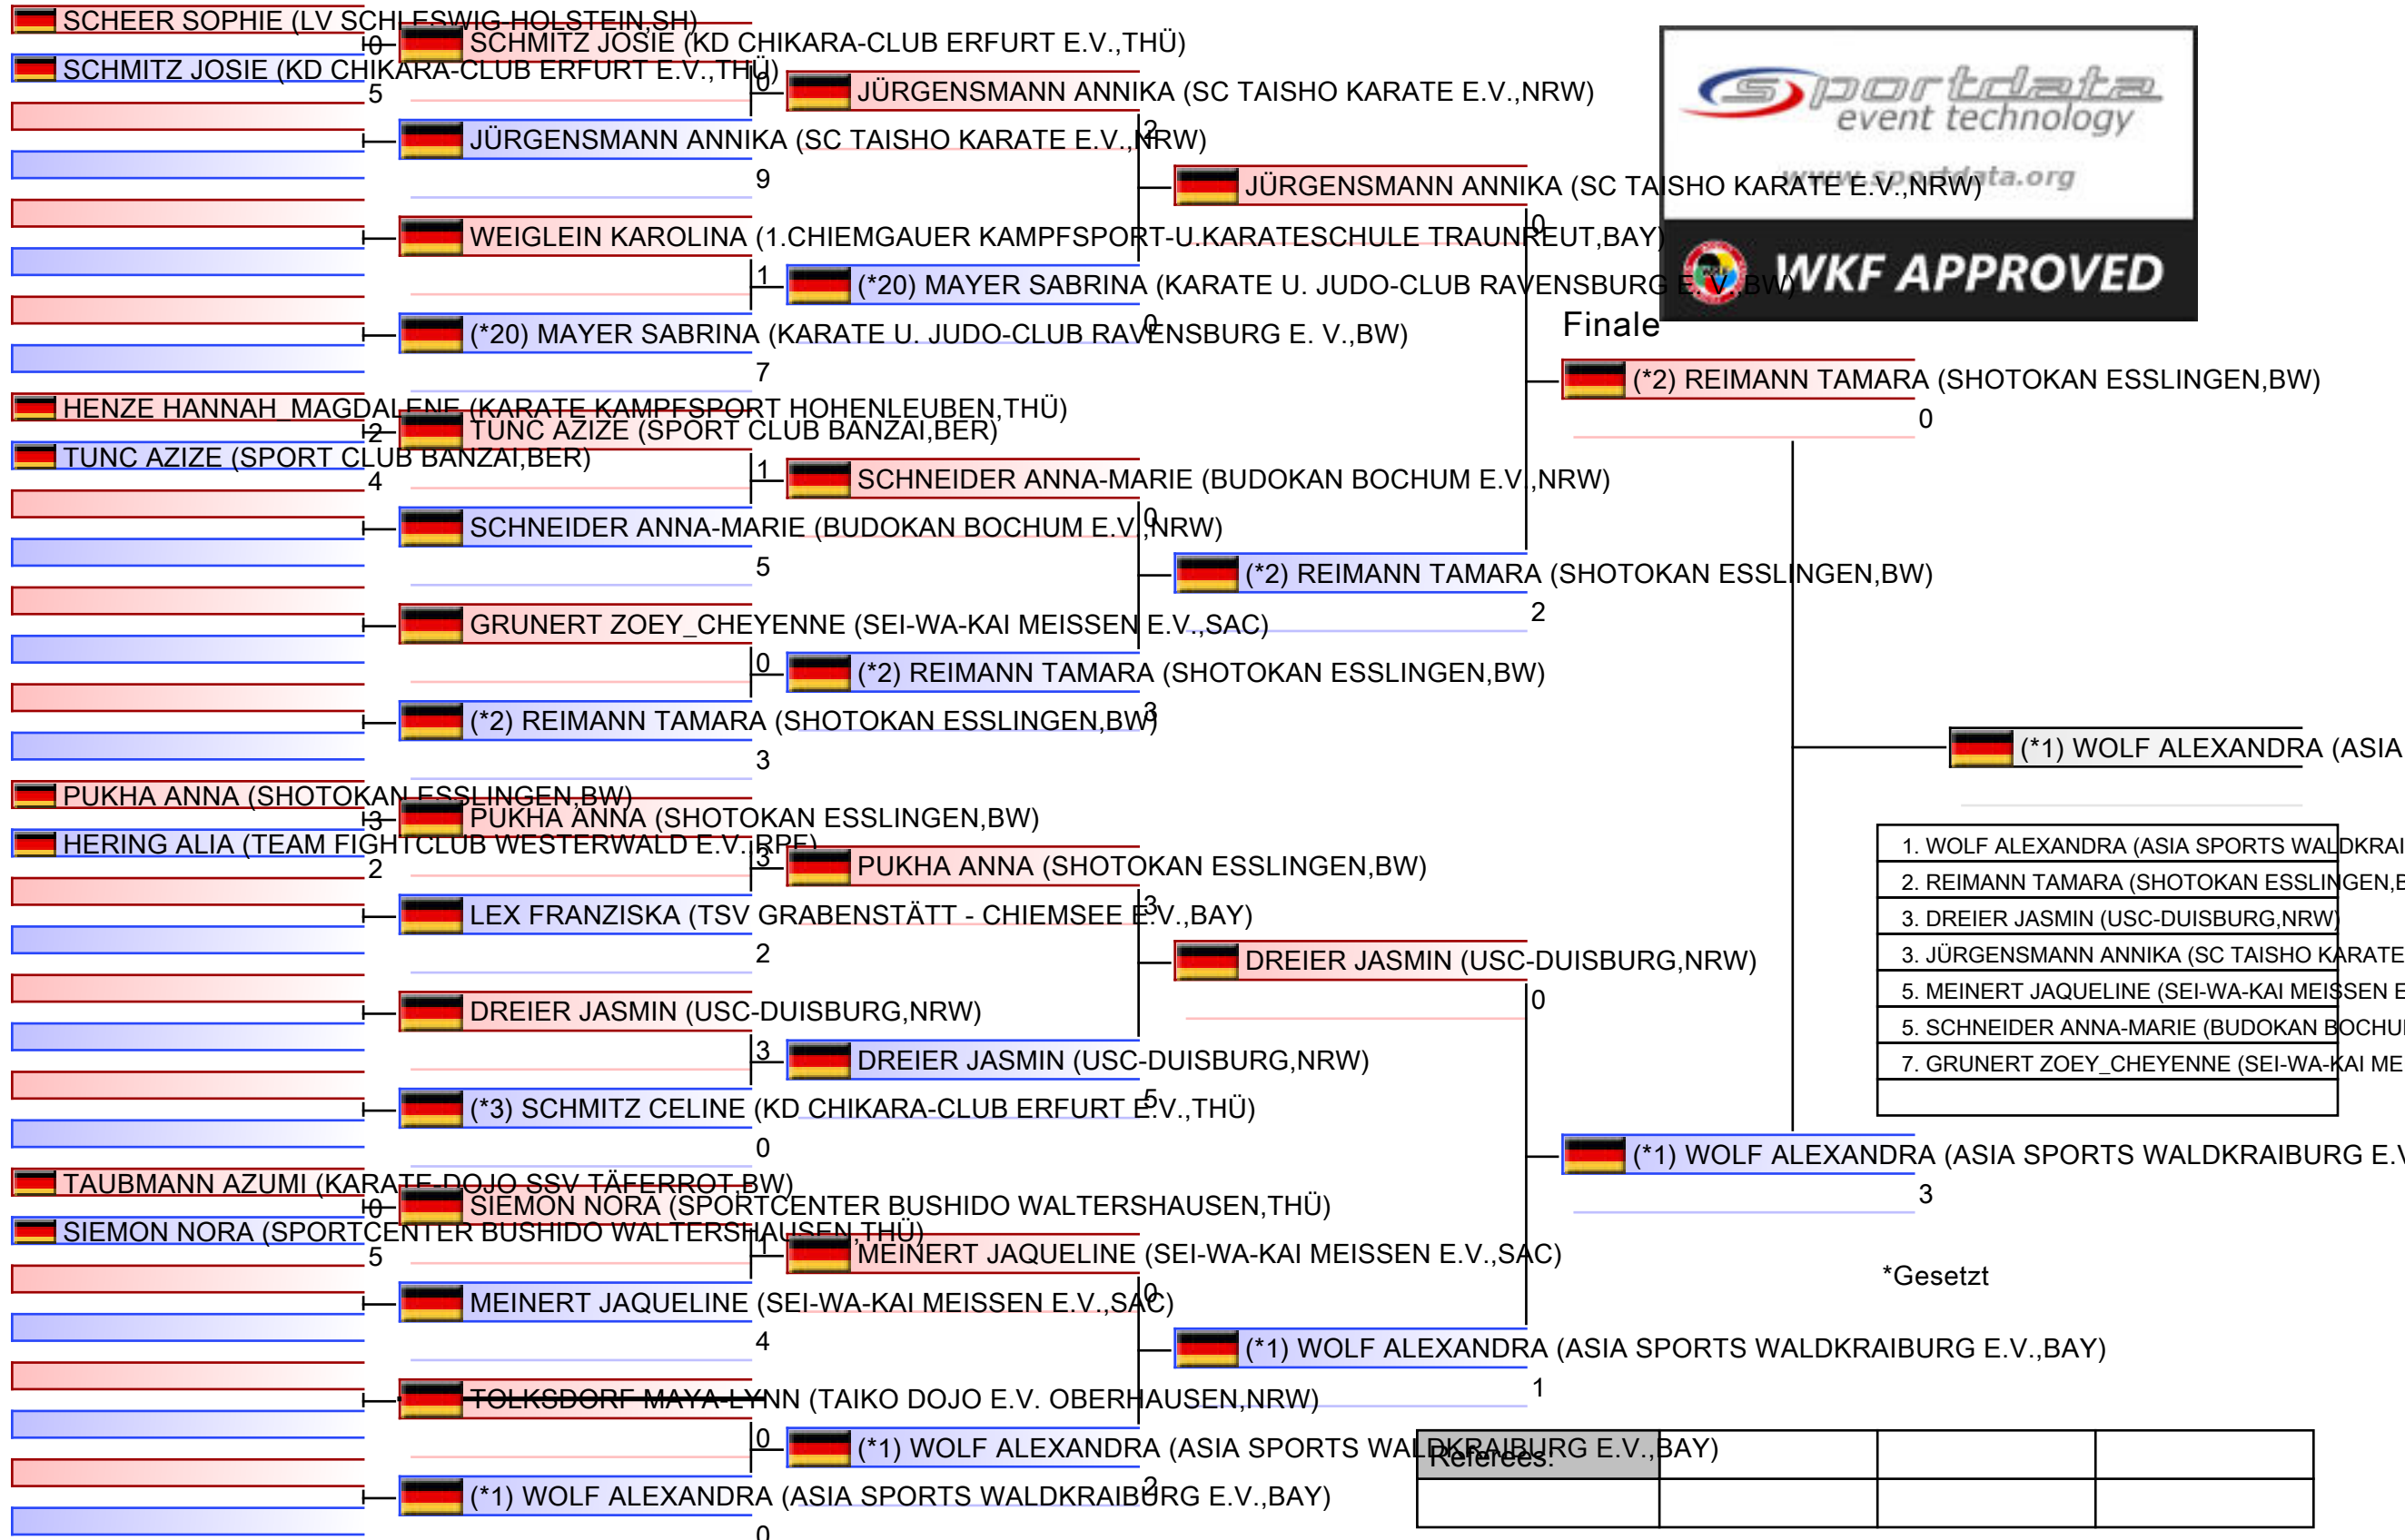 SCHEER SOPHIE (LV SCHLESWIG-HOLSTEIN,SH)
0
SCHMITZ JOSIE (KD CHIKARA-CLUB ERFURT E.V.,THÜ)
5
HENZE HANNAH_MAGDALENE (KARATE KAMPFSPORT HOHENLEUBEN,THÜ)
2
TUNC AZIZE (SPORT CLUB BANZAI,BER)
4
PUKHA ANNA (SHOTOKAN ESSLINGEN,BW)
3
HERING ALIA (TEAM FIGHTCLUB WESTERWALD E.V.,RPF)
2
TAUBMANN AZUMI (KARATE-DOJO SSV TÄFERROT,BW)
0
SIEMON NORA (SPORTCENTER BUSHIDO WALTERSHAUSEN,THÜ)
5
SCHMITZ JOSIE (KD CHIKARA-CLUB ERFURT E.V.,THÜ)
0
JÜRGENSMANN ANNIKA (SC TAISHO KARATE E.V.,NRW)
9
WEIGLEIN KAROLINA (1.CHIEMGAUER KAMPFSPORT-U.KARATESCHULE TRAUNREUT,BAY)
1
(*20) MAYER SABRINA (KARATE U. JUDO-CLUB RAVENSBURG E. V.,BW)
7
TUNC AZIZE (SPORT CLUB BANZAI,BER)
1
SCHNEIDER ANNA-MARIE (BUDOKAN BOCHUM E.V.,NRW)
5
GRUNERT ZOEY_CHEYENNE (SEI-WA-KAI MEISSEN E.V.,SAC)
0
(*2) REIMANN TAMARA (SHOTOKAN ESSLINGEN,BW)
3
PUKHA ANNA (SHOTOKAN ESSLINGEN,BW)
3
LEX FRANZISKA (TSV GRABENSTÄTT - CHIEMSEE E.V.,BAY)
2
DREIER JASMIN (USC-DUISBURG,NRW)
3
(*3) SCHMITZ CELINE (KD CHIKARA-CLUB ERFURT E.V.,THÜ)
0
SIEMON NORA (SPORTCENTER BUSHIDO WALTERSHAUSEN,THÜ)
1
MEINERT JAQUELINE (SEI-WA-KAI MEISSEN E.V.,SAC)
4
TOLKSDORF MAYA-LYNN (TAIKO DOJO E.V. OBERHAUSEN,NRW)
0
(*1) WOLF ALEXANDRA (ASIA SPORTS WALDKRAIBURG E.V.,BAY)
0
JÜRGENSMANN ANNIKA (SC TAISHO KARATE E.V.,NRW)
2
(*20) MAYER SABRINA (KARATE U. JUDO-CLUB RAVENSBURG E. V.,BW)
0
SCHNEIDER ANNA-MARIE (BUDOKAN BOCHUM E.V.,NRW)
0
(*2) REIMANN TAMARA (SHOTOKAN ESSLINGEN,BW)
3
PUKHA ANNA (SHOTOKAN ESSLINGEN,BW)
3
DREIER JASMIN (USC-DUISBURG,NRW)
5
MEINERT JAQUELINE (SEI-WA-KAI MEISSEN E.V.,SAC)
0
(*1) WOLF ALEXANDRA (ASIA SPORTS WALDKRAIBURG E.V.,BAY)
2
JÜRGENSMANN ANNIKA (SC TAISHO KARATE E.V.,NRW)
0
(*2) REIMANN TAMARA (SHOTOKAN ESSLINGEN,BW)
2
DREIER JASMIN (USC-DUISBURG,NRW)
0
(*1) WOLF ALEXANDRA (ASIA SPORTS WALDKRAIBURG E.V.,BAY)
1
sportdata
event technology
www.sportdata.org
WKF APPROVED
Finale
(*2) REIMANN TAMARA (SHOTOKAN ESSLINGEN,BW)
0
(*1) WOLF ALEXANDRA (ASIA SPORTS WALDKRAIBURG E.V
3
(*1) WOLF ALEXANDRA (ASIA
1. WOLF ALEXANDRA (ASIA SPORTS WALDKRAI
2. REIMANN TAMARA (SHOTOKAN ESSLINGEN,B
3. DREIER JASMIN (USC-DUISBURG,NRW)
3. JÜRGENSMANN ANNIKA (SC TAISHO KARATE
5. MEINERT JAQUELINE (SEI-WA-KAI MEISSEN E
5. SCHNEIDER ANNA-MARIE (BUDOKAN BOCHU
7. GRUNERT ZOEY_CHEYENNE (SEI-WA-KAI ME
*Gesetzt
Referees: